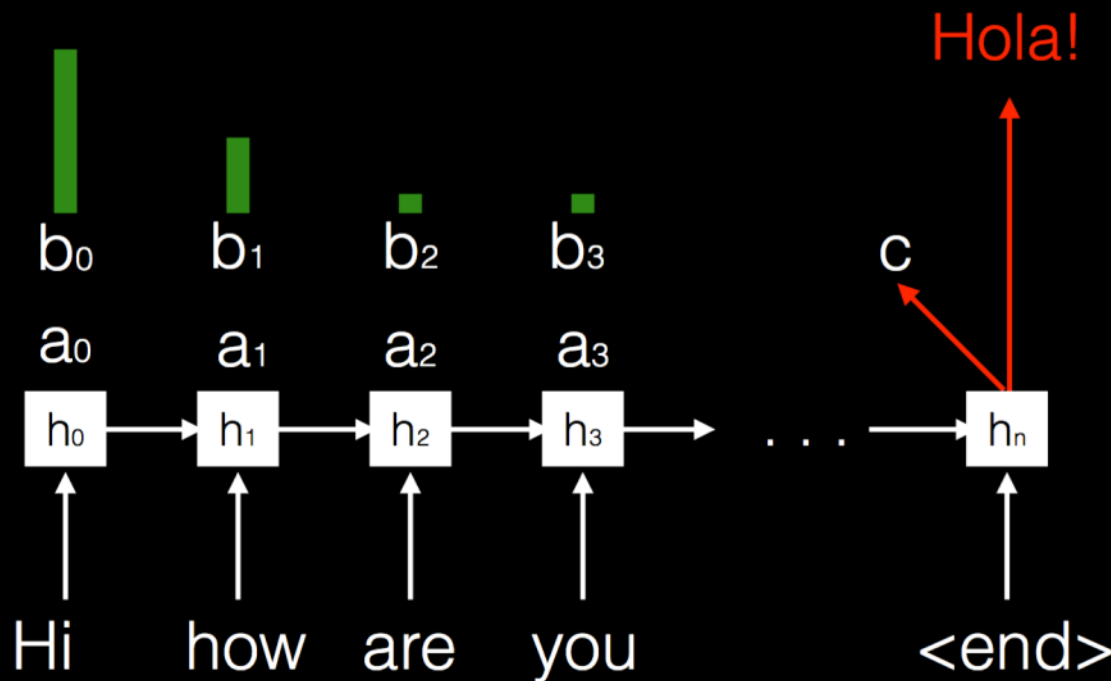 Hola!
b₀ b₁ b₂ b₃ c
a₀ a₁ a₂ a₃
h₀ h₁ h₂ h₃ . . . hₙ
Hi how are you <end>